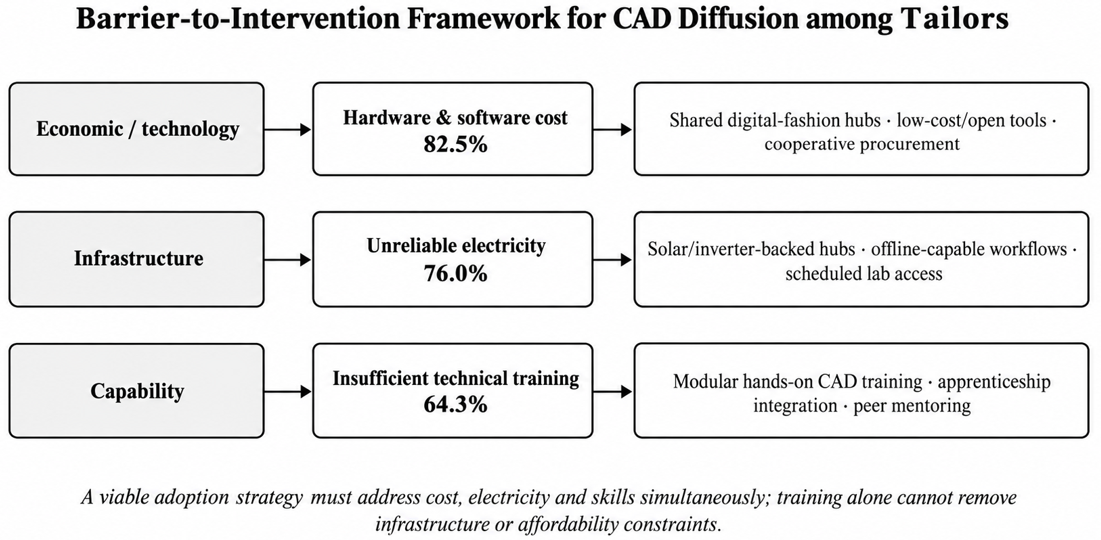 Barrier-to-Intervention Framework for CAD Diffusion among Tailors
Economic / technology
Hardware & software cost
82.5%
Shared digital-fashion hubs · low-cost/open tools ·
cooperative procurement
Infrastructure
Unreliable electricity
76.0%
Solar/inverter-backed hubs · offline-capable workflows ·
scheduled lab access
Capability
Insufficient technical training
64.3%
Modular hands-on CAD training · apprenticeship
integration · peer mentoring
A viable adoption strategy must address cost, electricity and skills simultaneously; training alone cannot remove
infrastructure or affordability constraints.